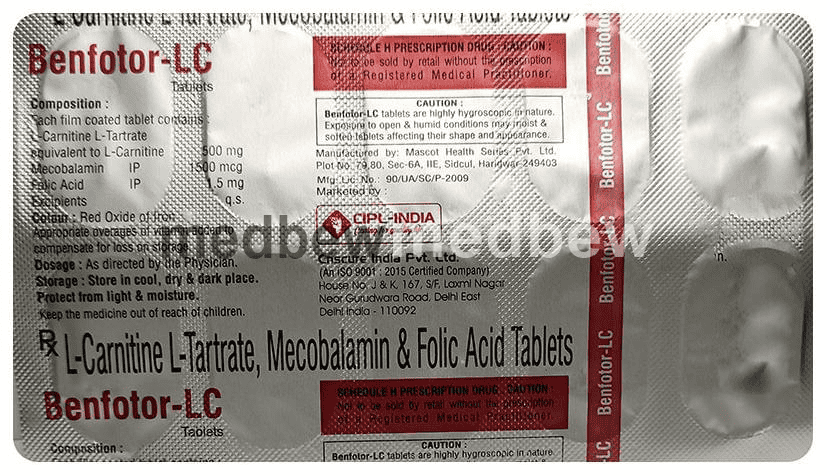 L-Carnitine L-Tartrate, Mecobalamin & Folic Acid Tablets
Benfotor-LC
Tablets
Composition :
Each film coated tablet contains :
L-Carnitine L-Tartrate
equivalent to L-Carnitine 500 mg
Mecobalamin IP 1500 mcg
Folic Acid IP 1.5 mg
Excipients q.s.
Colour : Red Oxide of Iron
Appropriate overages of vitamin added to
compensate for loss on storage
Dosage : As directed by the Physician.
Storage : Store in cool, dry & dark place.
Protect from light & moisture.
Keep the medicine out of reach of children.
SCHEDULE H PRESCRIPTION DRUG : CAUTION :
Not to be sold by retail without the prescription
of a Registered Medical Practitioner.
CAUTION :
Benfotor-LC tablets are highly hygroscopic in nature.
Exposure to open & humid conditions may moist &
soften tablets affecting their shape and appearance.
Manufactured by: Mascot Health Series Pvt. Ltd.
Plot No. 79,80, Sec-6A, IIE, Sidcul, Haridwar 249403
Mfg. Lic. No.: 90/UA/SC/P-2009
Marketed by :
CIPL-INDIA
Cnscure India Pvt. Ltd.
(An ISO 9001 : 2015 Certified Company)
House No. J & K, 167, S/F, Laxmi Nagar
Near Gurudwara Road, Delhi East
Delhi India - 110092
medbew
medbew
Rx L-Carnitine L-Tartrate, Mecobalamin & Folic Acid Tablets
Benfotor-LC
Tablets
SCHEDULE H PRESCRIPTION DRUG : CAUTION :
Not to be sold by retail without the prescription
of a Registered Medical Practitioner.
Composition :
CAUTION :
Benfotor-LC tablets are highly hygroscopic in nature.
Benfotor
Benfotor-LC
Benfotor-LC
Benfotor-LC
-LC